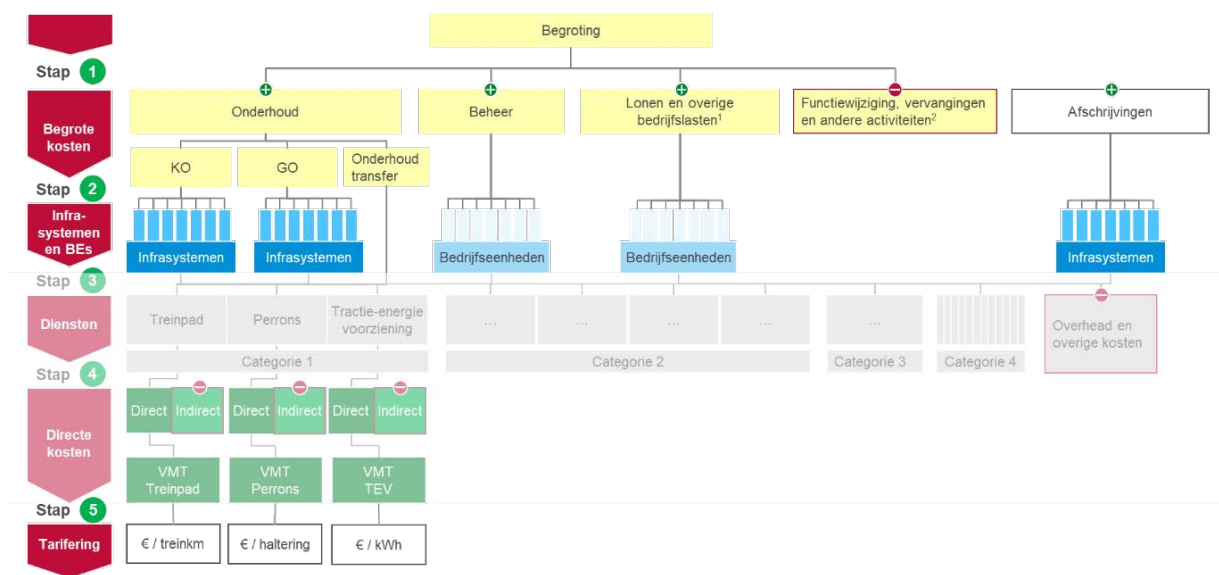 Begroting
Stap 1
Begrote
kosten
Onderhoud
Beheer
Lonen en overige
bedrijfslasten¹
Functiewijziging, vervangingen
en andere activiteiten²
Afschrijvingen
KO
GO
Onderhoud
transfer
Stap 2
Infra-
systemen
en BEs
Infrasystemen
Infrasystemen
Bedrijfseenheden
Bedrijfseenheden
Infrasystemen
Stap 3
Diensten
Treinpad
Perrons
Tractie-energie
voorziening
...
...
...
...
...
Overhead en
overige kosten
Categorie 1
Categorie 2
Categorie 3
Categorie 4
Stap 4
Directe
kosten
Direct
Indirect
Direct
Indirect
Direct
Indirect
VMT
Treinpad
VMT
Perrons
VMT
TEV
Stap 5
Tarifering
€ / treinkm
€ / haltering
€ / kWh